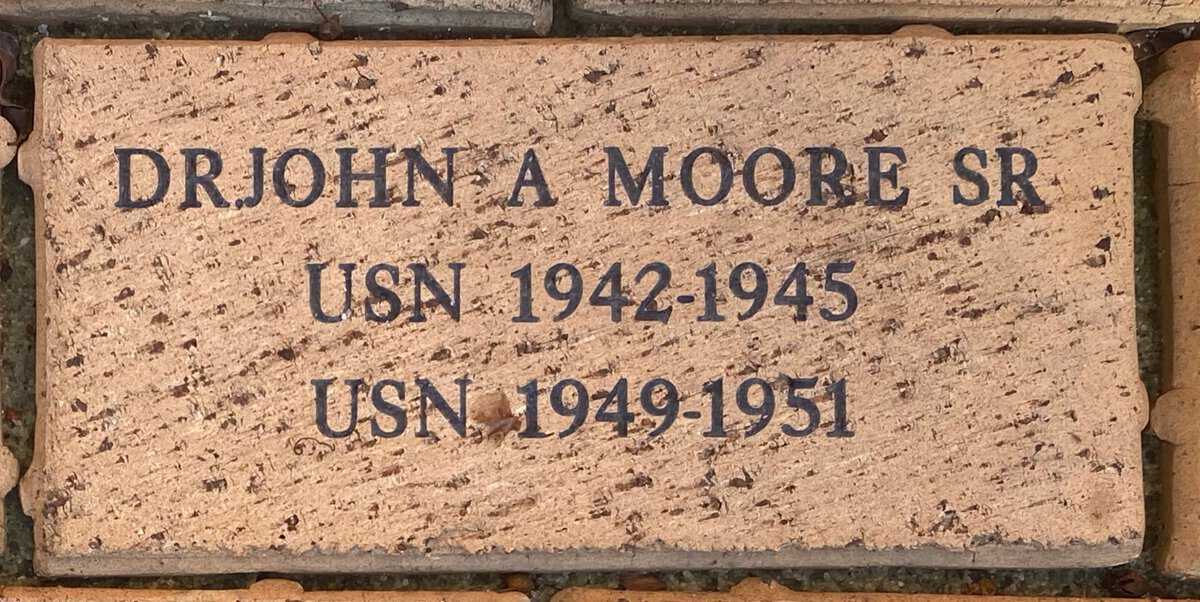 DR.JOHN A MOORE SR
USN 1942-1945
USN 1949-1951